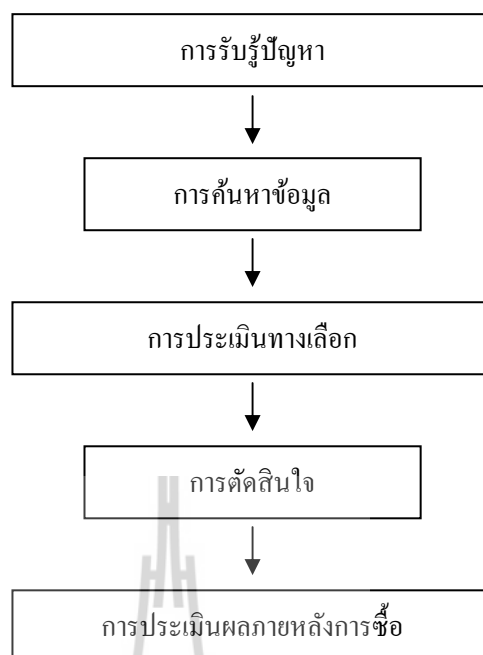 การรับรู้ปัญหา
การค้นหาข้อมูล
การประเมินทางเลือก
การตัดสินใจ
การประเมินผลภายหลังการซื้อ